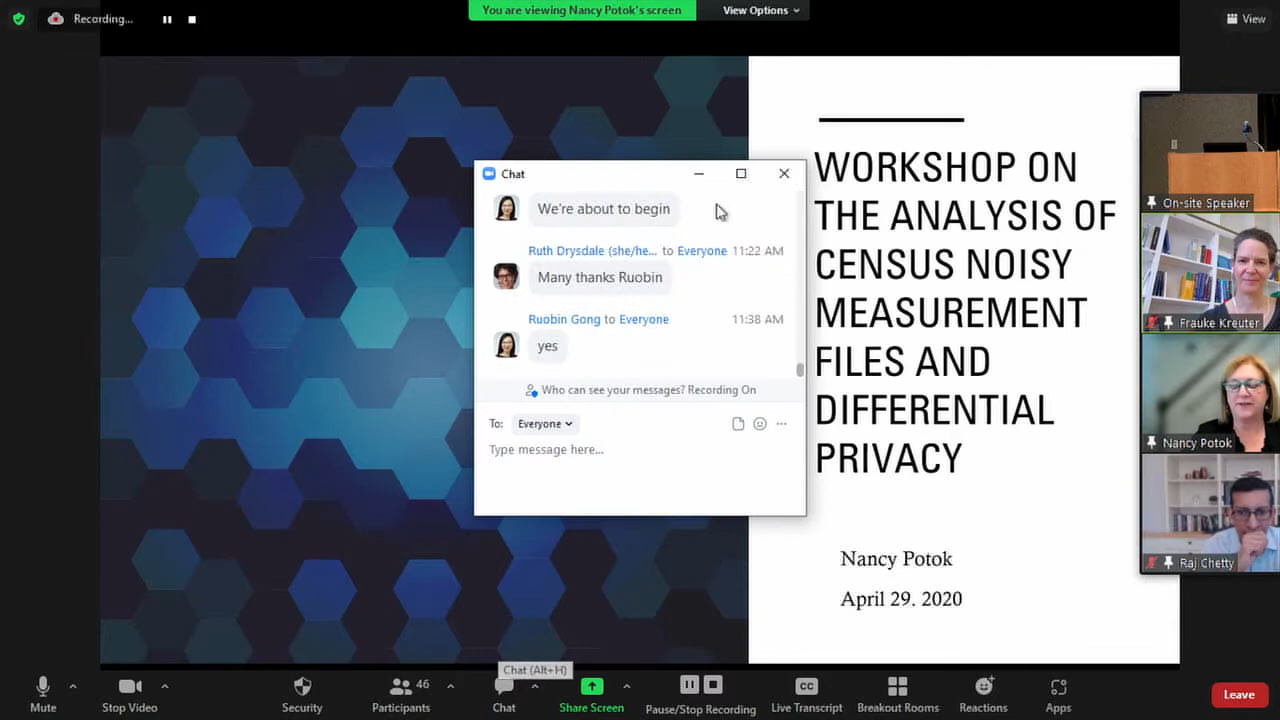 Recording...
You are viewing Nancy Potok's screen
View Options
View
WORKSHOP ON
THE ANALYSIS OF
CENSUS NOISY
MEASUREMENT
FILES AND
DIFFERENTIAL
PRIVACY
Nancy Potok
April 29. 2020
Chat
We're about to begin
Ruth Drysdale (she/he... to Everyone 11:22 AM
Many thanks Ruobin
Ruobin Gong to Everyone 11:38 AM
yes
Who can see your messages? Recording On
To: Everyone
Type message here...
On-site Speaker
Frauke Kreuter
Nancy Potok
Raj Chetty
Chat (Alt+H)
Mute
Stop Video
Security
46
Participants
Chat
Share Screen
Pause/Stop Recording
CC
Live Transcript
Breakout Rooms
Reactions
Apps
Leave